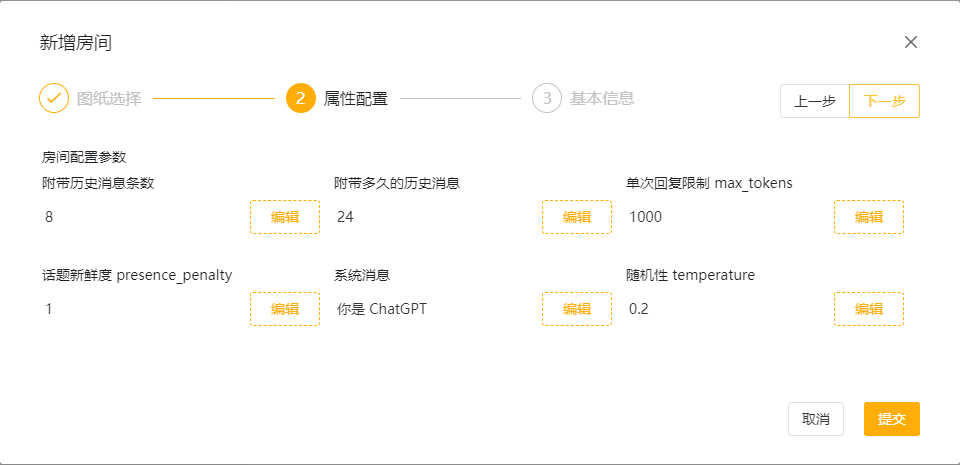 新增房间
图纸选择
2 属性配置
3 基本信息
上一步 下一步
房间配置参数
附带历史消息条数 附带多久的历史消息 单次回复限制 max_tokens
8 编辑 24 编辑 1000 编辑
话题新鲜度 presence_penalty 系统消息 随机性 temperature
1 编辑 你是 ChatGPT 编辑 0.2 编辑
取消 提交